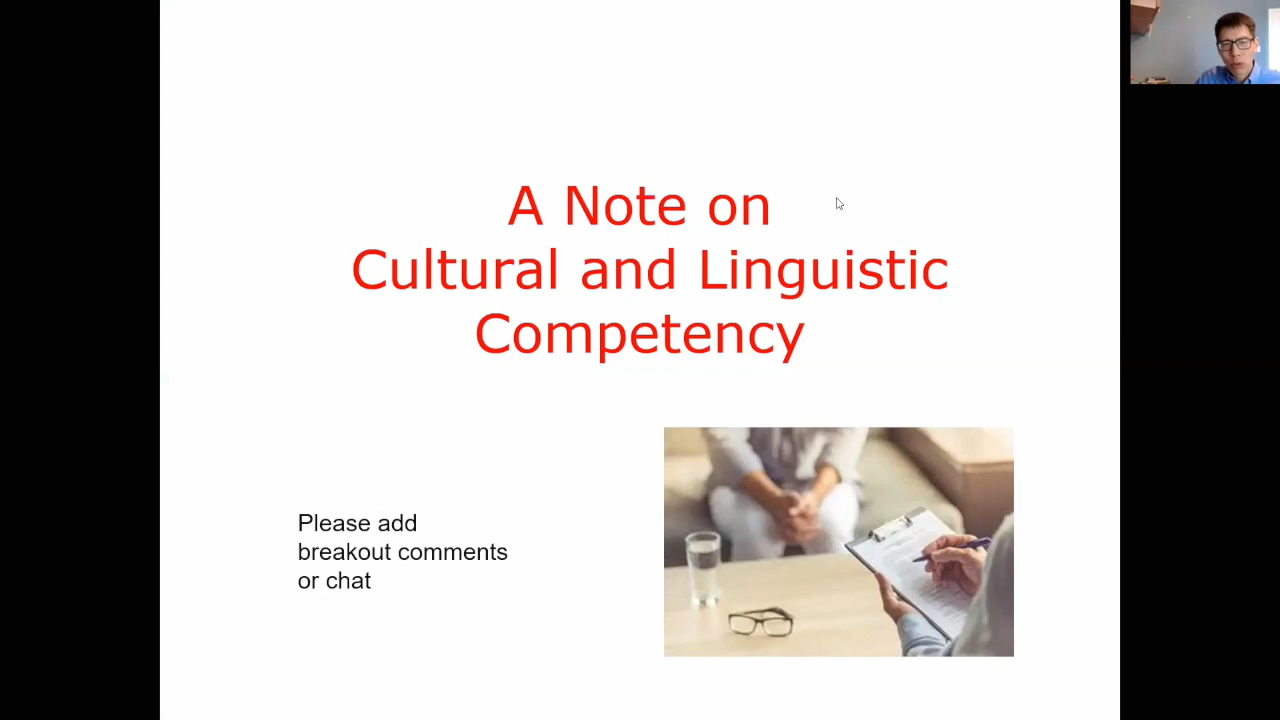 A Note on
Cultural and Linguistic
Competency
Please add
breakout comments
or chat